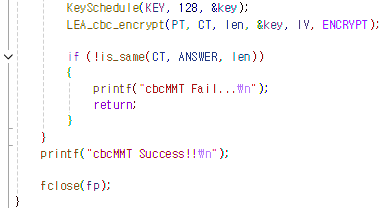 KeySchedule(KEY, 128, &key);
LEA_cbc_encrypt(PT, CT, len, &key, IV, ENCRYPT);
if (!is_same(CT, ANSWER, len))
{
printf("cbcMMT Fail...₩n");
return;
}
}
printf("cbcMMT Success!!₩n");
fclose(fp);
}